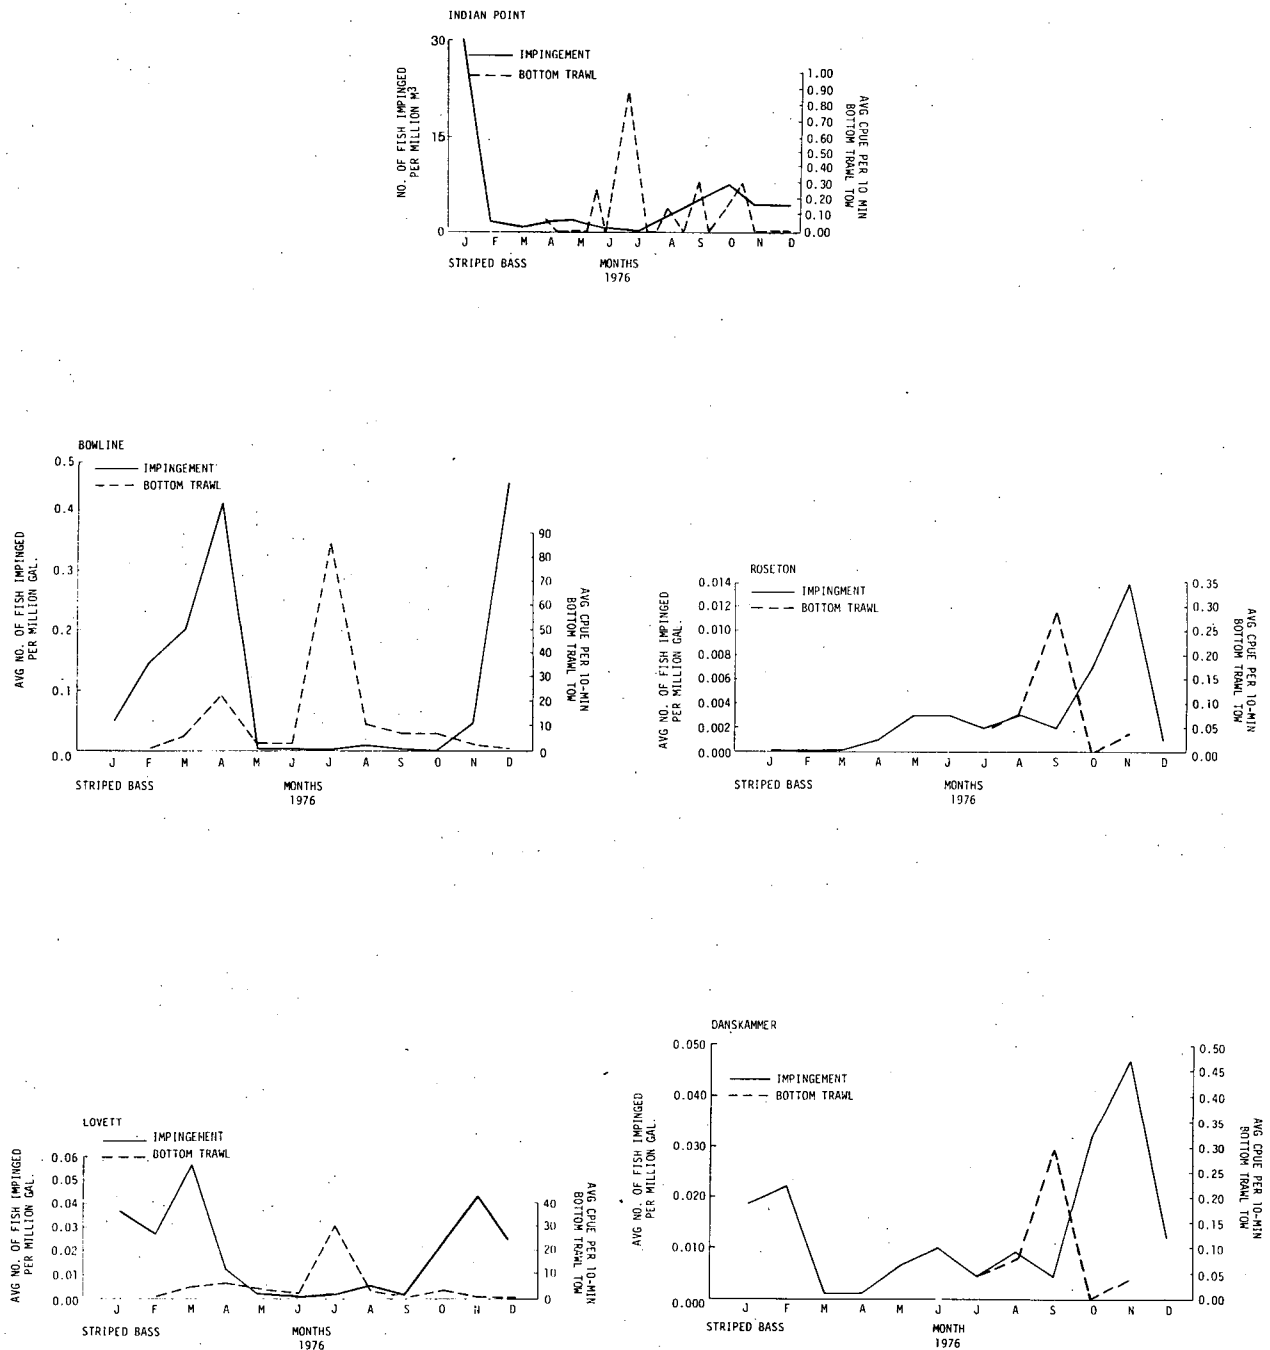 INDIAN POINT
IMPINGEMENT
BOTTOM TRAWL
NO. OF FISH IMPINGED
PER MILLION M3
30
15
0
AVG CPUE PER 10 MIN
BOTTOM TRAWL TOW
1.00
0.90
0.80
0.70
0.60
0.50
0.40
0.30
0.20
0.10
0.00
J F M A M J J A S O N D
STRIPED BASS MONTHS
1976
BOWLINE
IMPINGEMENT
BOTTOM TRAWL
AVG NO. OF FISH IMPINGED
PER MILLION GAL.
0.5
0.4
0.3
0.2
0.1
0.0
AVG CPUE PER 10-MIN
BOTTOM TRAWL TOW
90
80
70
60
50
40
30
20
10
0
J F M A M J J A S O N D
STRIPED BASS MONTHS
1976
ROSETON
IMPINGMENT
BOTTOM TRAWL
AVG NO. OF FISH IMPINGED
PER MILLION GAL.
0.014
0.012
0.010
0.008
0.006
0.004
0.002
0.000
AVG CPUE PER 10-MIN
BOTTOM TRAWL TOW
0.35
0.30
0.25
0.20
0.15
0.10
0.05
0.00
J F M A M J J A S O N D
STRIPED BASS MONTHS
1976
LOVETT
IMPINGEMENT
BOTTOM TRAWL
AVG NO. OF FISH IMPINGED
PER MILLION GAL.
0.06
0.05
0.04
0.03
0.02
0.01
0.00
AVG CPUE PER 10-MIN
BOTTOM TRAWL TOW
40
30
20
10
0
J F M A M J J A S O N D
STRIPED BASS MONTHS
1976
DANSKAMMER
IMPINGEMENT
BOTTOM TRAWL
AVG NO. OF FISH IMPINGED
PER MILLION GAL.
0.050
0.040
0.030
0.020
0.010
0.000
AVG CPUE PER 10-MIN
BOTTOM TRAWL TOW
0.50
0.45
0.40
0.35
0.30
0.25
0.20
0.15
0.10
0.05
0.00
J F M A M J J A S O N D
STRIPED BASS MONTH
1976